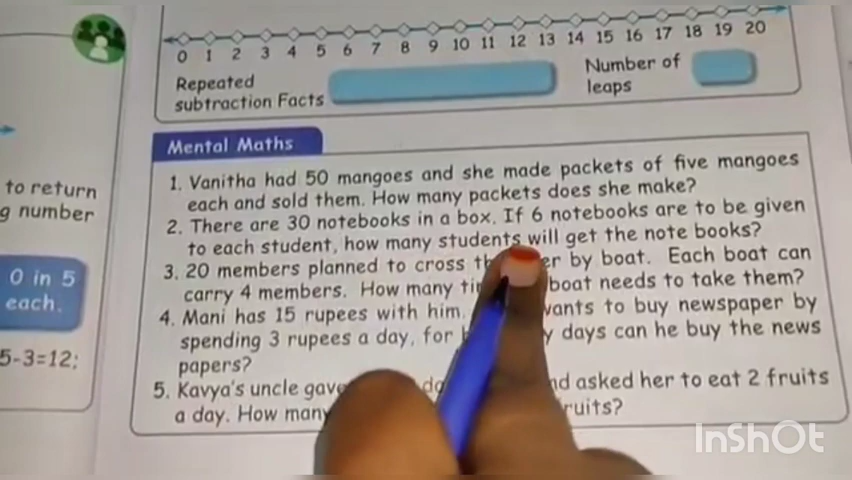 0 1 2 3 4 5 6 7 8 9 10 11 12 13 14 15 16 17 18 19 20
Repeated
subtraction Facts
Number of
leaps
to return
g number
0 in 5
each.
5-3=12;
Mental Maths
1. Vanitha had 50 mangoes and she made packets of five mangoes
each and sold them. How many packets does she make?
2. There are 30 notebooks in a box. If 6 notebooks are to be given
to each student, how many students will get the note books?
3. 20 members planned to cross th er by boat. Each boat can
carry 4 members. How many ti boat needs to take them?
4. Mani has 15 rupees with him. wants to buy newspaper by
spending 3 rupees a day, for y days can he buy the news
papers?
5. Kavya's uncle gave nd asked her to eat 2 fruits
a day. How many ruits?
InShOt